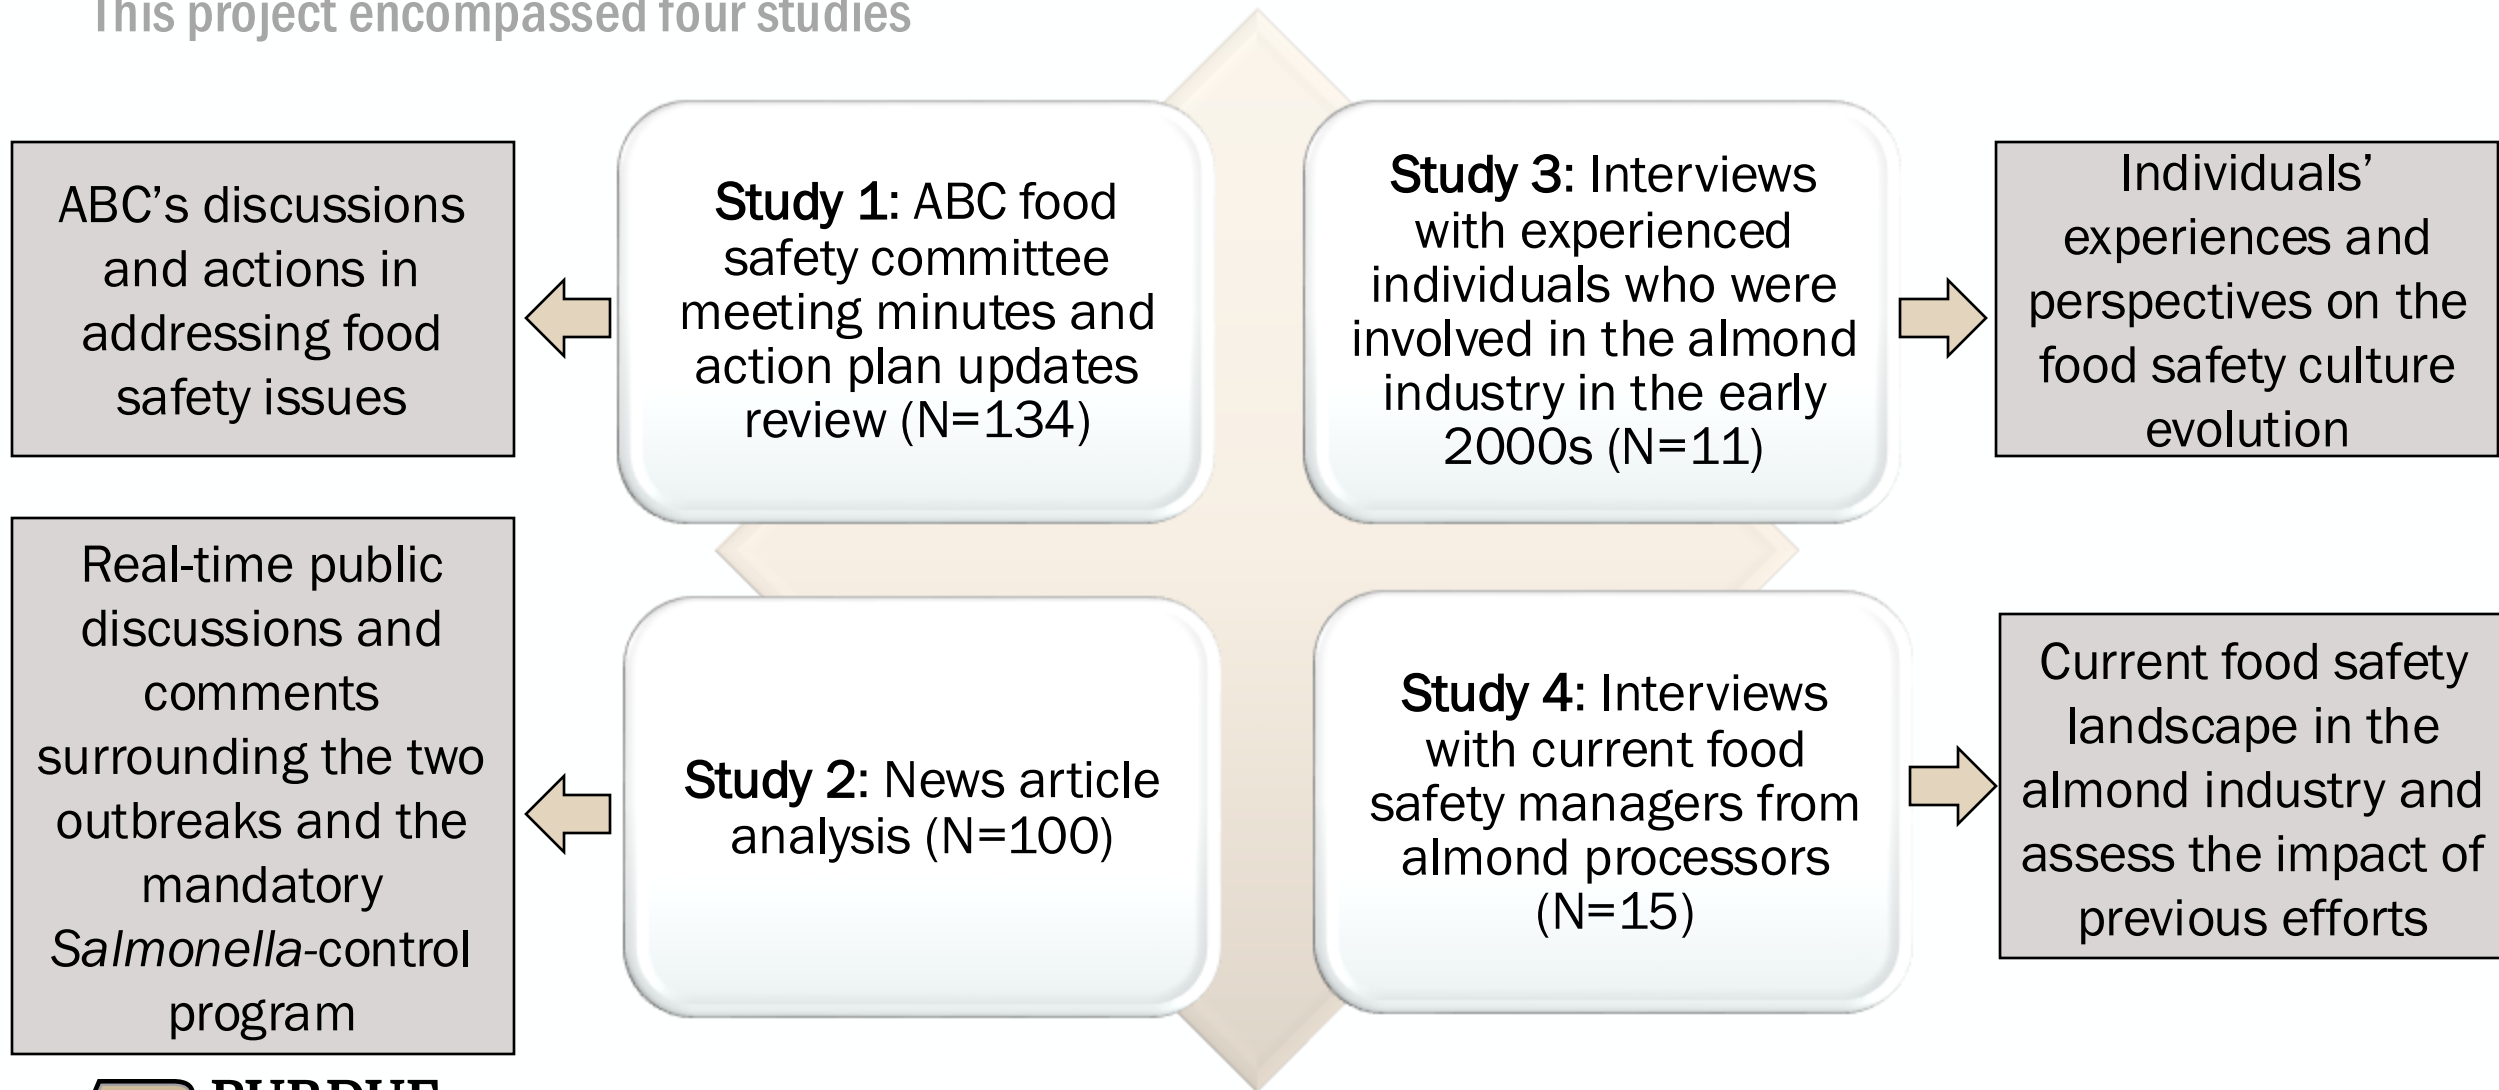 This project encompassed four studies
ABC's discussions
and actions in
addressing food
safety issues
Study 1: ABC food
safety committee
meeting minutes and
action plan updates
review (N=134)
Study 3: Interviews
with experienced
individuals who were
involved in the almond
industry in the early
2000s (N=11)
Individuals'
experiences and
perspectives on the
food safety culture
evolution
Real-time public
discussions and
comments
surrounding the two
outbreaks and the
mandatory
Salmonella-control
program
Study 2: News article
analysis (N=100)
Study 4: Interviews
with current food
safety managers from
almond processors
(N=15)
Current food safety
landscape in the
almond industry and
assess the impact of
previous efforts
PURDUE